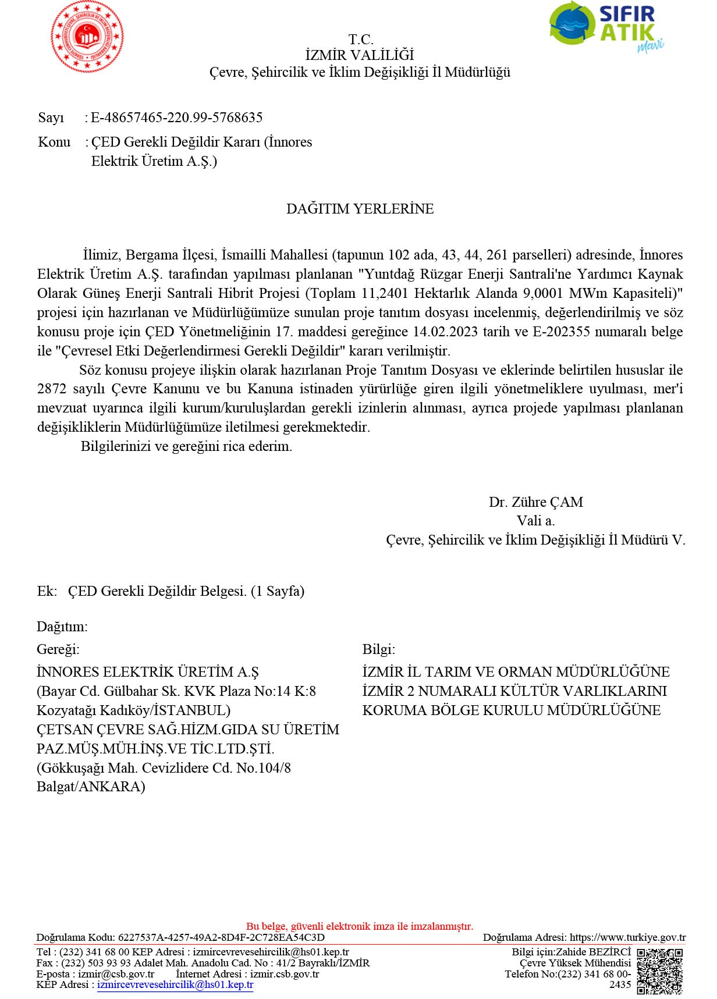 SIFIR
ATIK
mavi
T.C.
İZMİR VALİLİĞİ
Çevre, Şehircilik ve İklim Değişikliği İl Müdürlüğü
Sayı : E-48657465-220.99-5768635
Konu : ÇED Gerekli Değildir Kararı (İnnores
Elektrik Üretim A.Ş.)
DAĞITIM YERLERİNE
İlimiz, Bergama İlçesi, İsmailli Mahallesi (tapunun 102 ada, 43, 44, 261 parselleri) adresinde, İnnores
Elektrik Üretim A.Ş. tarafından yapılması planlanan "Yuntdağ Rüzgar Enerji Santrali'ne Yardımcı Kaynak
Olarak Güneş Enerji Santrali Hibrit Projesi (Toplam 11,2401 Hektarlık Alanda 9,0001 MWm Kapasiteli)"
projesi için hazırlanan ve Müdürlüğümüze sunulan proje tanıtım dosyası incelenmiş, değerlendirilmiş ve söz
konusu proje için ÇED Yönetmeliğinin 17. maddesi gereğince 14.02.2023 tarih ve E-202355 numaralı belge
ile "Çevresel Etki Değerlendirmesi Gerekli Değildir" kararı verilmiştir.
Söz konusu projeye ilişkin olarak hazırlanan Proje Tanıtım Dosyası ve eklerinde belirtilen hususlar ile
2872 sayılı Çevre Kanunu ve bu Kanuna istinaden yürürlüğe giren ilgili yönetmeliklere uyulması, mer'i
mevzuat uyarınca ilgili kurum/kuruluşlardan gerekli izinlerin alınması, ayrıca projede yapılması planlanan
değişikliklerin Müdürlüğümüze iletilmesi gerekmektedir.
Bilgilerinizi ve gereğini rica ederim.
Dr. Zühre ÇAM
Vali a.
Çevre, Şehircilik ve İklim Değişikliği İl Müdürü V.
Ek: ÇED Gerekli Değildir Belgesi. (1 Sayfa)
Dağıtım:
Gereği:
İNNORES ELEKTRİK ÜRETİM A.Ş
(Bayar Cd. Gülbahar Sk. KVK Plaza No:14 K:8
Kozyatağı Kadıköy/İSTANBUL)
ÇETSAN ÇEVRE SAĞ.HİZM.GIDA SU ÜRETİM
PAZ.MÜŞ.MÜH.İNŞ.VE TİC.LTD.ŞTİ.
(Gökkuşağı Mah. Cevizlidere Cd. No.104/8
Balgat/ANKARA)
Bilgi:
İZMİR İL TARIM VE ORMAN MÜDÜRLÜĞÜNE
İZMİR 2 NUMARALI KÜLTÜR VARLIKLARINI
KORUMA BÖLGE KURULU MÜDÜRLÜĞÜNE
Bu belge, güvenli elektronik imza ile imzalanmıştır.
Doğrulama Kodu: 6227537A-4257-49A2-8D4F-2C728EA54C3D
Doğrulama Adresi: https://www.turkiye.gov.tr
Tel : (232) 341 68 00 KEP Adresi : izmircevrevesehircilik@hs01.kep.tr
Fax : (232) 503 93 93 Adalet Mah. Anadolu Cad. No : 41/2 Bayraklı/İZMİR
E-posta : izmir@csb.gov.tr İnternet Adresi : izmir.csb.gov.tr
KEP Adresi : izmircevrevesehircilik@hs01.kep.tr
Bilgi için:Zahide BEZİRCİ
Çevre Yüksek Mühendisi
Telefon No:(232) 341 68 00-
2435